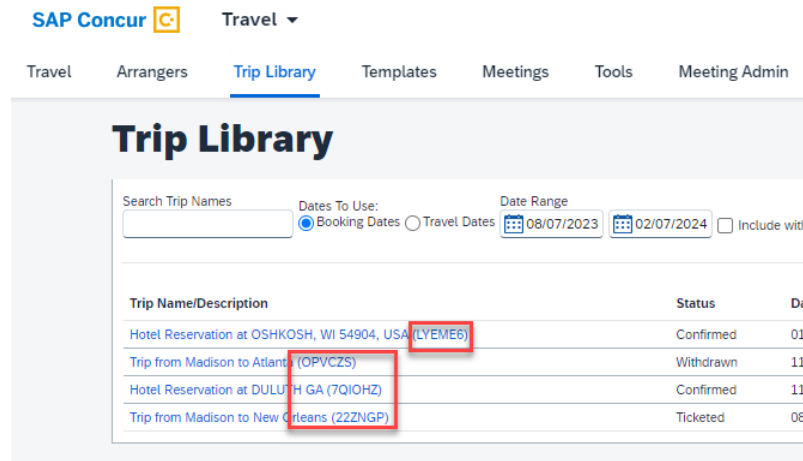 SAP Concur C Travel
Travel Arrangers Trip Library Templates Meetings Tools Meeting Admin
Trip Library
Search Trip Names Dates To Use: Date Range
Booking Dates Travel Dates 08/07/2023 02/07/2024 Include with
Trip Name/Description Status Da
Hotel Reservation at OSHKOSH, WI 54904, USA (LYEME6) Confirmed 01
Trip from Madison to Atlanta (OPVCZS) Withdrawn 11
Hotel Reservation at DULUTH GA (7QIOHZ) Confirmed 11
Trip from Madison to New Orleans (22ZNGP) Ticketed 08